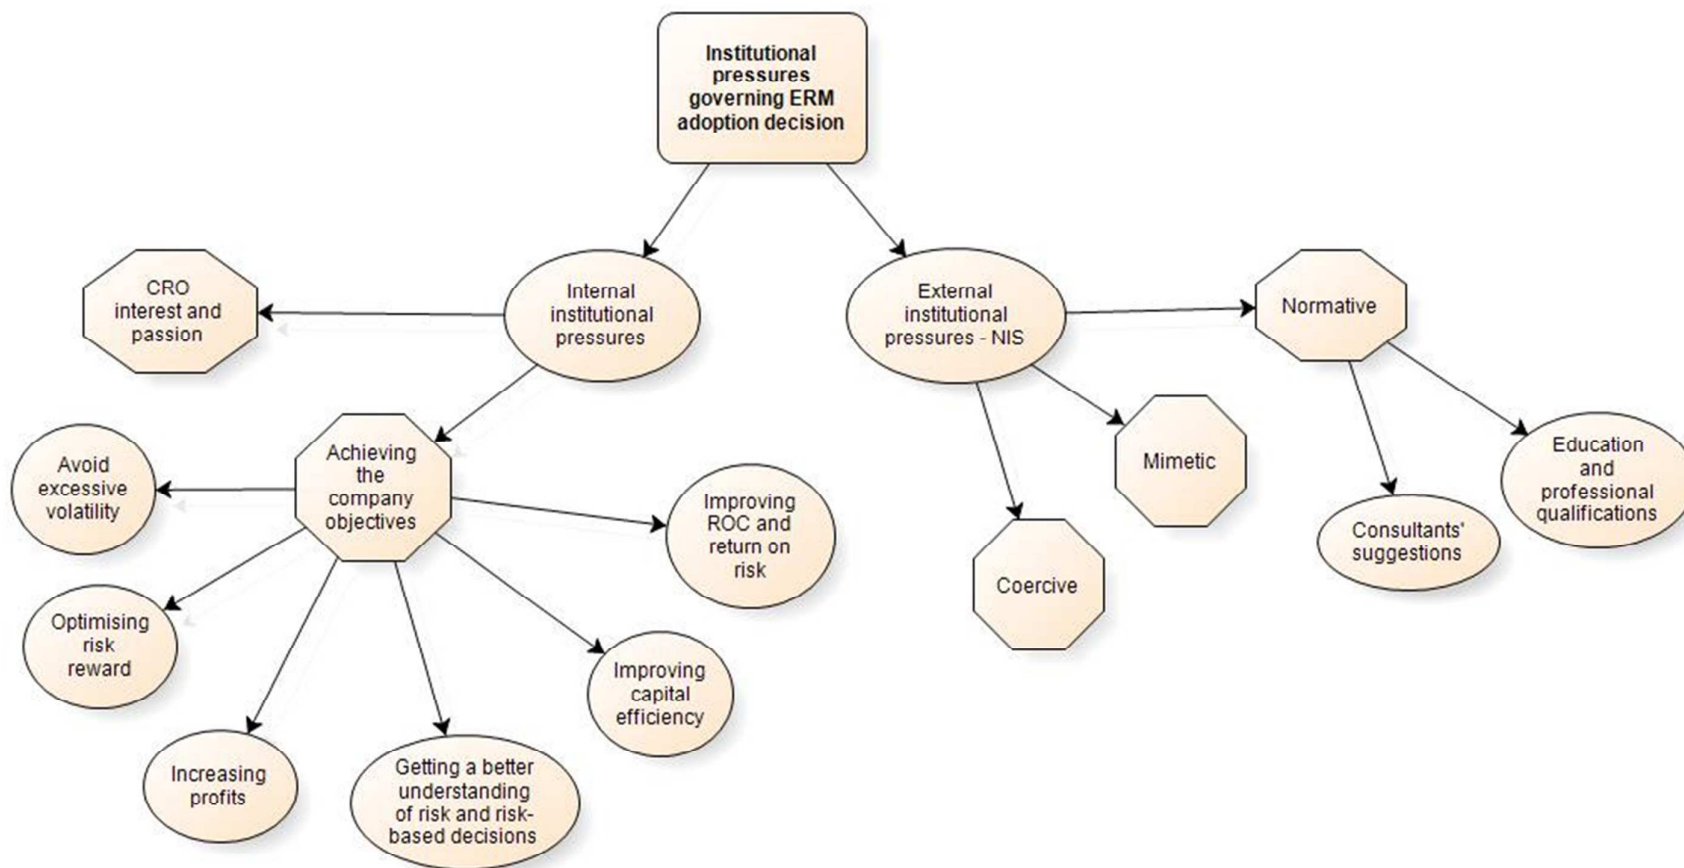 Institutional
pressures
governing ERM
adoption decision
CRO
interest and
passion
Internal
institutional
pressures
External
institutional
pressures - NIS
Normative
Avoid
excessive
volatility
Achieving
the
company
objectives
Improving
ROC and
return on
risk
Mimetic
Education
and
professional
qualifications
Consultants'
suggestions
Coercive
Optimising
risk
reward
Improving
capital
efficiency
Increasing
profits
Getting a better
understanding
of risk and risk-
based decisions